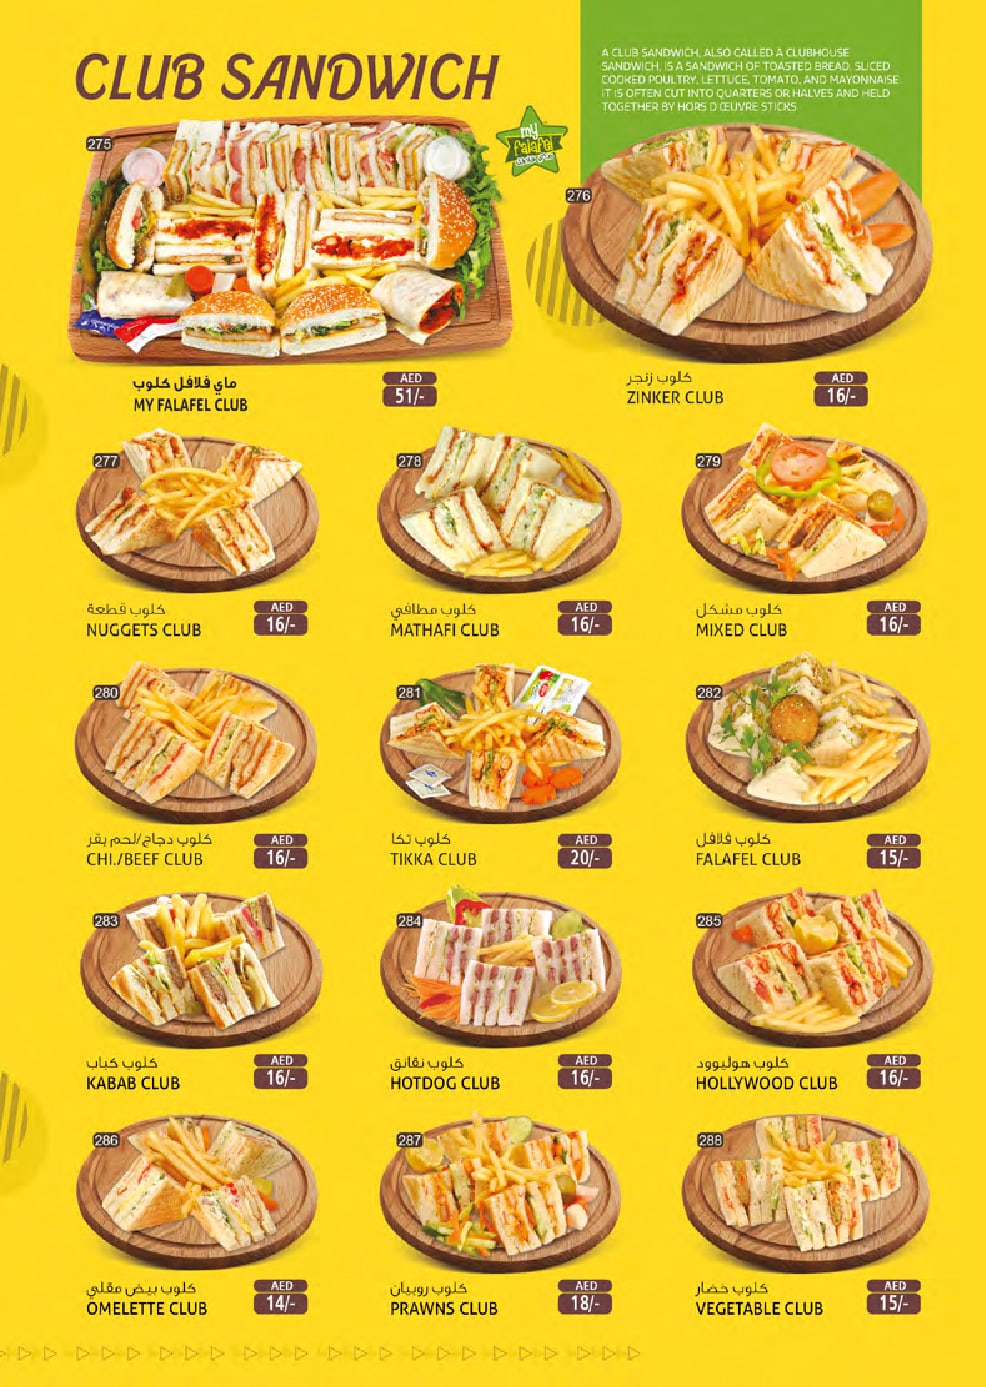 CLUB SANDWICH
A CLUB SANDWICH, ALSO CALLED A CLUBHOUSE
SANDWICH, IS A SANDWICH OF TOASTED BREAD, SLICED
COOKED POULTRY, LETTUCE, TOMATO, AND MAYONNAISE
IT IS OFTEN CUT INTO QUARTERS OR HALVES AND HELD
TOGETHER BY HORS D'ŒUVRE STICKS
my
falafel
275
276
ماي فلافل كلوب
MY FALAFEL CLUB
AED
51/-
كلوب زنجر
ZINKER CLUB
AED
16/-
277
كلوب قطعة
NUGGETS CLUB
AED
16/-
278
كلوب مطافي
MATHAFI CLUB
AED
16/-
279
كلوب مشكل
MIXED CLUB
AED
16/-
280
كلوب دجاج/لحم بقر
CHI./BEEF CLUB
AED
16/-
281
كلوب تكا
TIKKA CLUB
AED
20/-
282
كلوب فلافل
FALAFEL CLUB
AED
15/-
283
كلوب كباب
KABAB CLUB
AED
16/-
284
كلوب نقانق
HOTDOG CLUB
AED
16/-
285
كلوب هوليوود
HOLLYWOOD CLUB
AED
16/-
286
كلوب بيض مقلي
OMELETTE CLUB
AED
14/-
287
كلوب روبيان
PRAWNS CLUB
AED
18/-
288
كلوب خضار
VEGETABLE CLUB
AED
15/-